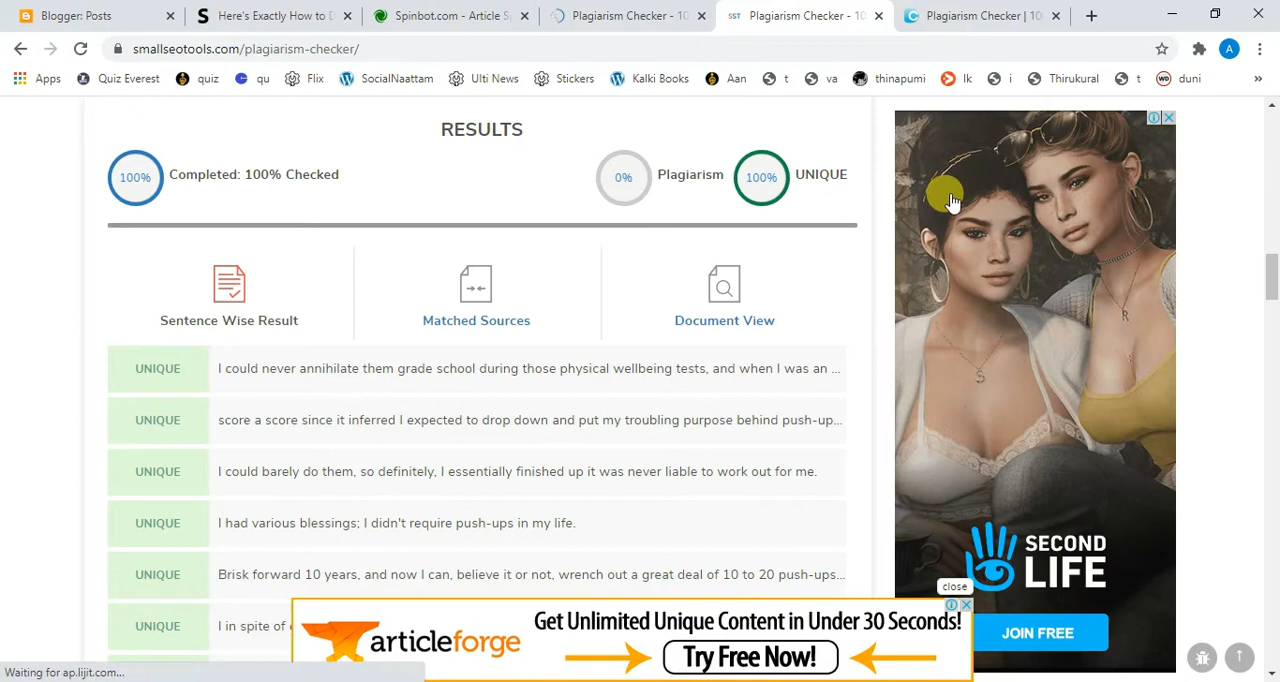 Blogger: Posts
Here's Exactly How to D
Spinbot.com - Article S
Plagiarism Checker - 10
SST
Plagiarism Checker - 10
Plagiarism Checker | 10
smallseotools.com/plagiarism-checker/
A
Apps
Quiz Everest
quiz
qu
Flix
SocialNaattam
Ulti News
Stickers
Kalki Books
Aan
t
va
thinapumi
lk
i
Thirukural
t
duni
RESULTS
100%
Completed: 100% Checked
0%
Plagiarism
100%
UNIQUE
Sentence Wise Result
Matched Sources
Document View
UNIQUE
I could never annihilate them grade school during those physical wellbeing tests, and when I was an ...
UNIQUE
score a score since it inferred I expected to drop down and put my troubling purpose behind push-up...
UNIQUE
I could barely do them, so definitely, I essentially finished up it was never liable to work out for me.
UNIQUE
I had various blessings; I didn't require push-ups in my life.
UNIQUE
Brisk forward 10 years, and now I can, believe it or not, wrench out a great deal of 10 to 20 push-ups...
UNIQUE
I in spite of
S
R
SECOND
LIFE
JOIN FREE
close
articleforge
Get Unlimited Unique Content in Under 30 Seconds!
Try Free Now!
Waiting for ap.lijit.com...